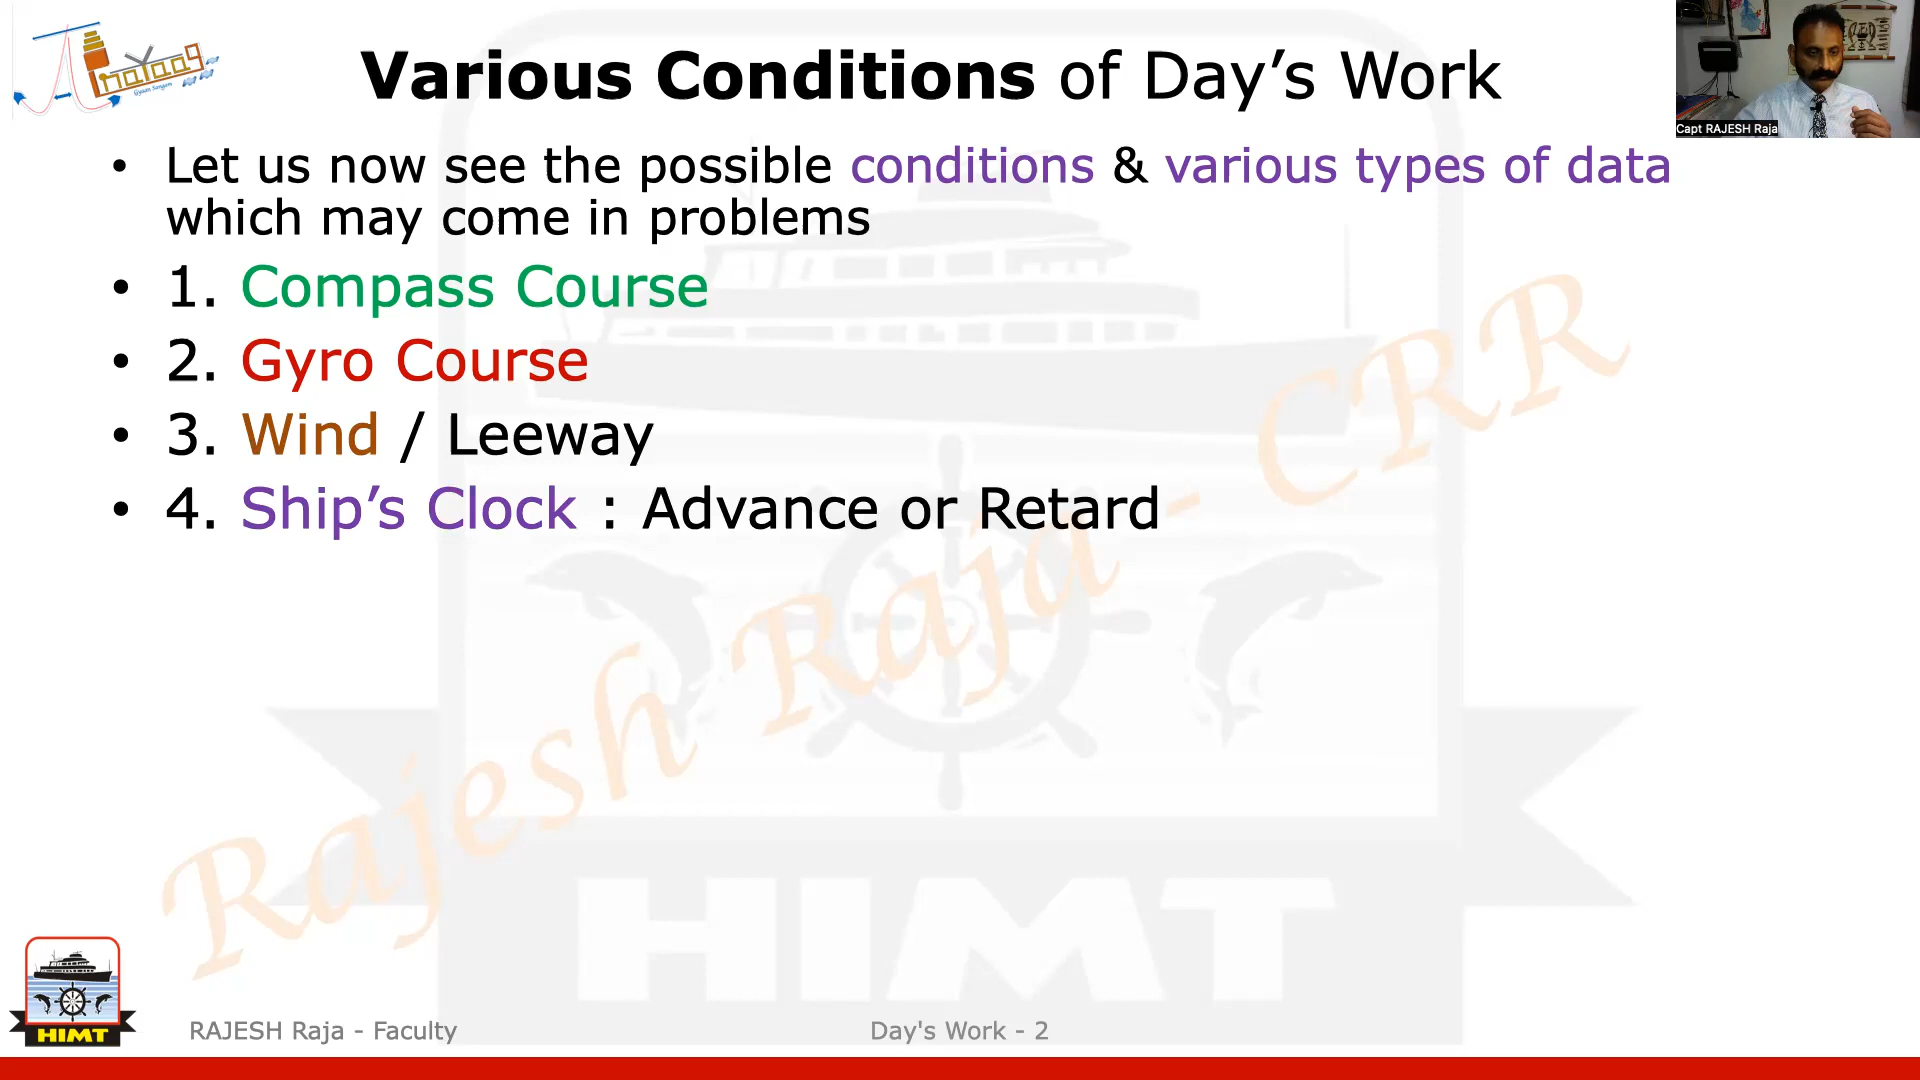 Various Conditions of Day’s Work
Capt RAJESH Raja
• Let us now see the possible conditions & various types of data
which may come in problems
• 1. Compass Course
• 2. Gyro Course
• 3. Wind / Leeway
• 4. Ship’s Clock : Advance or Retard
Rajesh Raja - CRR
HIMT
HIMT
RAJESH Raja - Faculty
Day's Work - 2